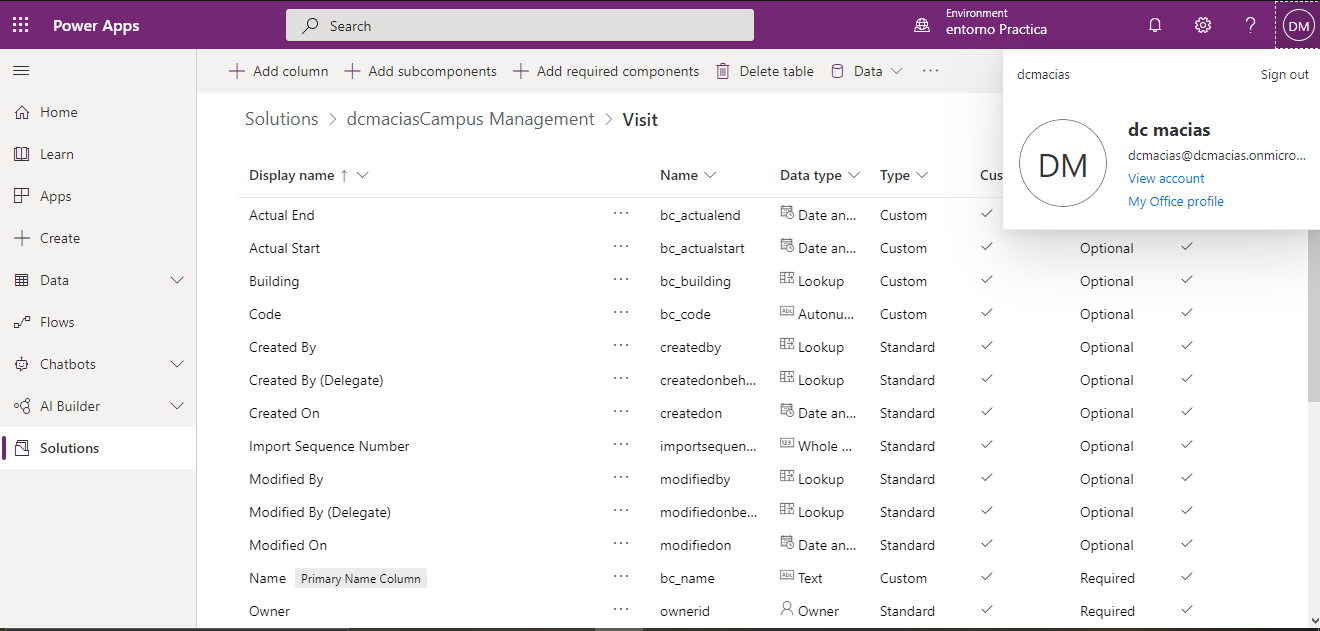 Power Apps
Search
Environment
entorno Practica
DM
Home
Learn
Apps
Create
Data
Flows
Chatbots
AI Builder
Solutions
Add column Add subcomponents Add required components Delete table Data ...
dcmacias Sign out
DM
dc macias
dcmacias@dcmacias.onmicro...
View account
My Office profile
Solutions > dcmaciasCampus Management > Visit
Display name ↑ Name Data type Type Cus
Actual End ... bc_actualend Date an... Custom
Actual Start ... bc_actualstart Date an... Custom Optional
Building ... bc_building Lookup Custom Optional
Code ... bc_code Abc Autonu... Custom Optional
Created By ... createdby Lookup Standard Optional
Created By (Delegate) ... createdonbeh... Lookup Standard Optional
Created On ... createdon Date an... Standard Optional
Import Sequence Number ... importsequen... 123 Whole ... Standard Optional
Modified By ... modifiedby Lookup Standard Optional
Modified By (Delegate) ... modifiedonbe... Lookup Standard Optional
Modified On ... modifiedon Date an... Standard Optional
Name Primary Name Column ... bc_name Abc Text Custom Required
Owner ... ownerid Owner Standard Required